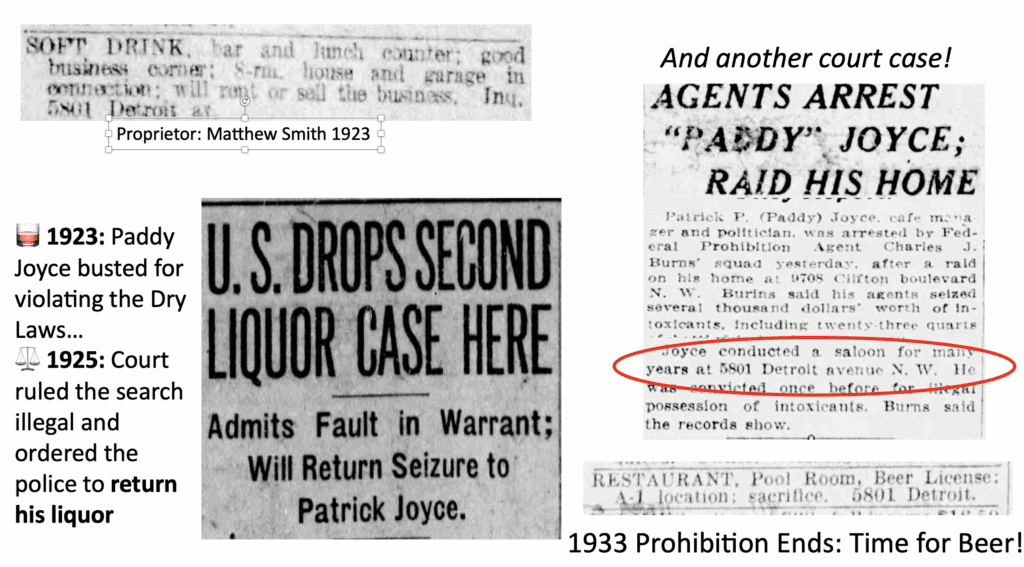 SOFT DRINK, bar and lunch counter; good
business corner; 8-rm. house and garage in
connection; will rent or sell the business. Inq.
5801 Detroit av
Proprietor: Matthew Smith 1923
1923: Paddy
Joyce busted for
violating the Dry
Laws...
1925: Court
ruled the search
illegal and
ordered the
police to return
his liquor
U. S. DROPS SECOND
LIQUOR CASE HERE
Admits Fault in Warrant;
Will Return Seizure to
Patrick Joyce.
And another court case!
AGENTS ARREST
"PADDY" JOYCE;
RAID HIS HOME
Patrick P. (Paddy) Joyce, cafe mana-
ger and politician, was arrested by Fed-
eral Prohibition Agent Charles J.
Burns' squad yesterday, after a raid
on his home at 9708 Clifton boulevard
N. W. Burins said his agents seized
several thousand dollars' worth of in-
toxicants, including twenty-three quarts
Joyce conducted a saloon for many
years at 5801 Detroit avenue N. W. He
was convicted once before for illegal
possession of intoxicants, Burns said
the records show.
RESTAURANT, Pool Room, Beer License;
A-1 location; sacrifice. 5801 Detroit.
1933 Prohibition Ends: Time for Beer!